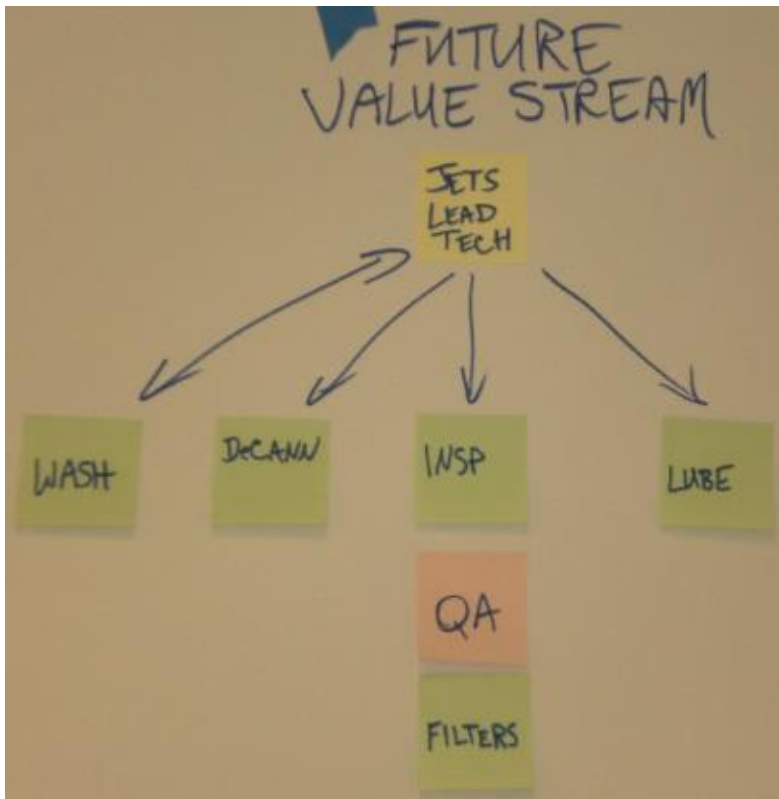 FUTURE
VALUE STREAM
JETS
LEAD
TECH
WASH
DeCANN
INSP
LUBE
QA
FILTERS